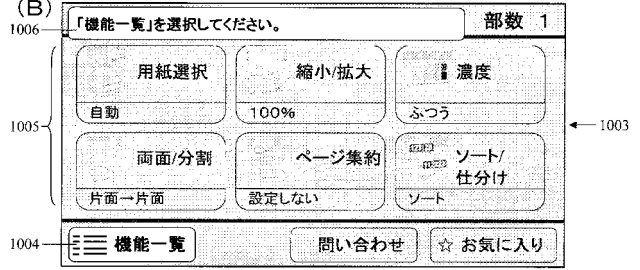 (B)
1006
「機能一覧」を選択してください。
部数 1
1005
用紙選択
自動
縮小/拡大
100%
濃度
ふつう
1003
両面/分割
片面→片面
ページ集約
設定しない
ソート/
仕分け
ソート
1004
機能一覧
問い合わせ
☆ お気に入り